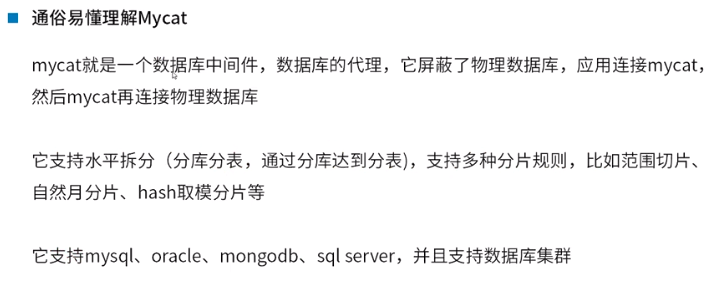 通俗易懂理解Mycat
mycat就是一个数据库中间件，数据库的代理，它屏蔽了物理数据库，应用连接mycat，
然后mycat再连接物理数据库
它支持水平拆分（分库分表，通过分库达到分表)，支持多种分片规则，比如范围切片、
自然月分片、hash取模分片等
它支持mysql、oracle、mongodb、sql server，并且支持数据库集群